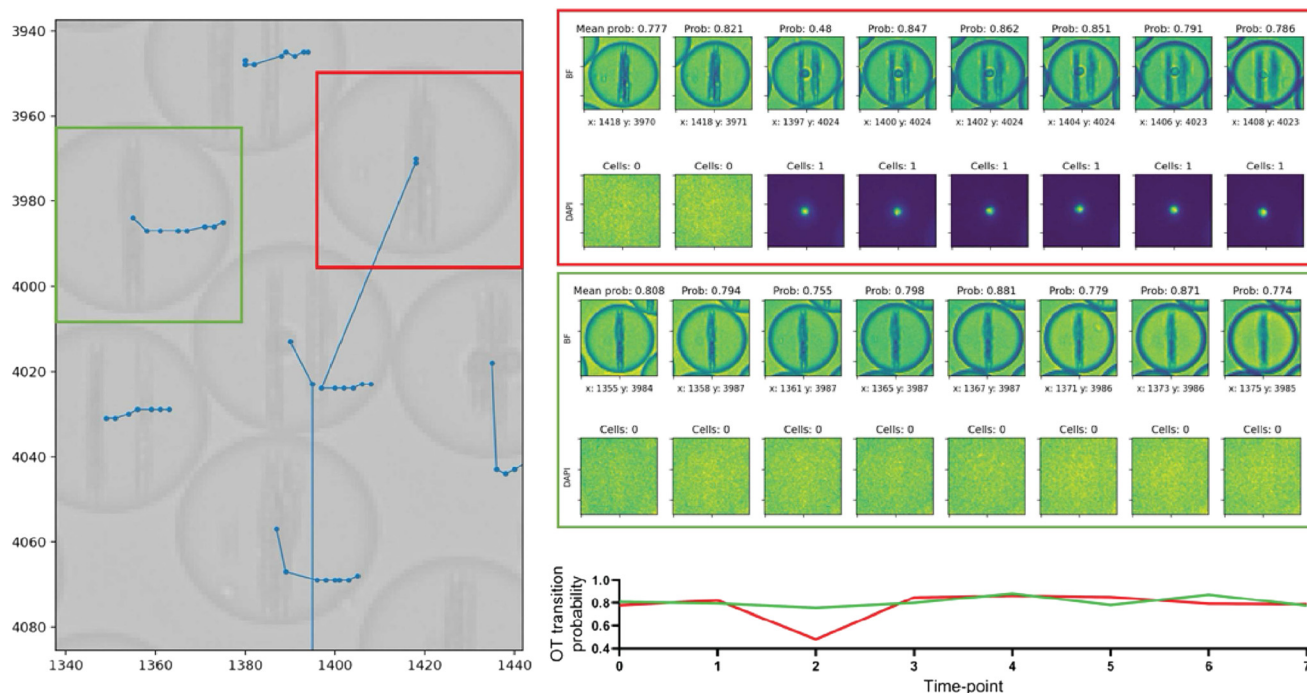 3940
3960
3980
4000
4020
4040
4060
4080
1340
1360
1380
1400
1420
1440
Mean prob: 0.777 Prob: 0.821 Prob: 0.48 Prob: 0.847 Prob: 0.862 Prob: 0.851 Prob: 0.791 Prob: 0.786
BF
x: 1418 y: 3970 x: 1418 y: 3971 x: 1397 y: 4024 x: 1400 y: 4024 x: 1402 y: 4024 x: 1404 y: 4024 x: 1406 y: 4023 x: 1408 y: 4023
Cells: 0 Cells: 0 Cells: 1 Cells: 1 Cells: 1 Cells: 1 Cells: 1 Cells: 1
DAPI
Mean prob: 0.808 Prob: 0.794 Prob: 0.755 Prob: 0.798 Prob: 0.881 Prob: 0.779 Prob: 0.871 Prob: 0.774
BF
x: 1355 y: 3984 x: 1358 y: 3987 x: 1361 y: 3987 x: 1365 y: 3987 x: 1367 y: 3987 x: 1371 y: 3986 x: 1373 y: 3986 x: 1375 y: 3985
Cells: 0 Cells: 0 Cells: 0 Cells: 0 Cells: 0 Cells: 0 Cells: 0 Cells: 0
DAPI
OT transition
probability
1.0
0.8
0.6
0.4
0 1 2 3 4 5 6 7
Time-point